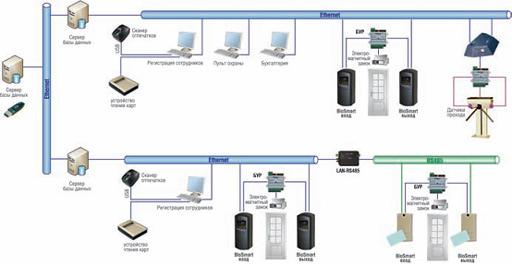 Ethernet
Сканер
отпечатков
USB
Сервер
Базы данных
Регистрация сотрудников
Пульт охраны
Бухгалтерия
БУР
Электро-
магнитный
замок
BioSmart
вход
BioSmart
выход
Датчики
прохода
устройство
чтения карт
Сервер
Базы данных
Ethernet
Ethernet
LAN-RS485
RS485
Сервер
Базы данных
USB
Сканер
отпечатков
Регистрация сотрудников
устройство
чтения карт
БУР
Электро-
магнитный
замок
BioSmart
вход
BioSmart
выход
БУР
Электро-
магнитный
замок
BioSmart
вход
BioSmart
выход